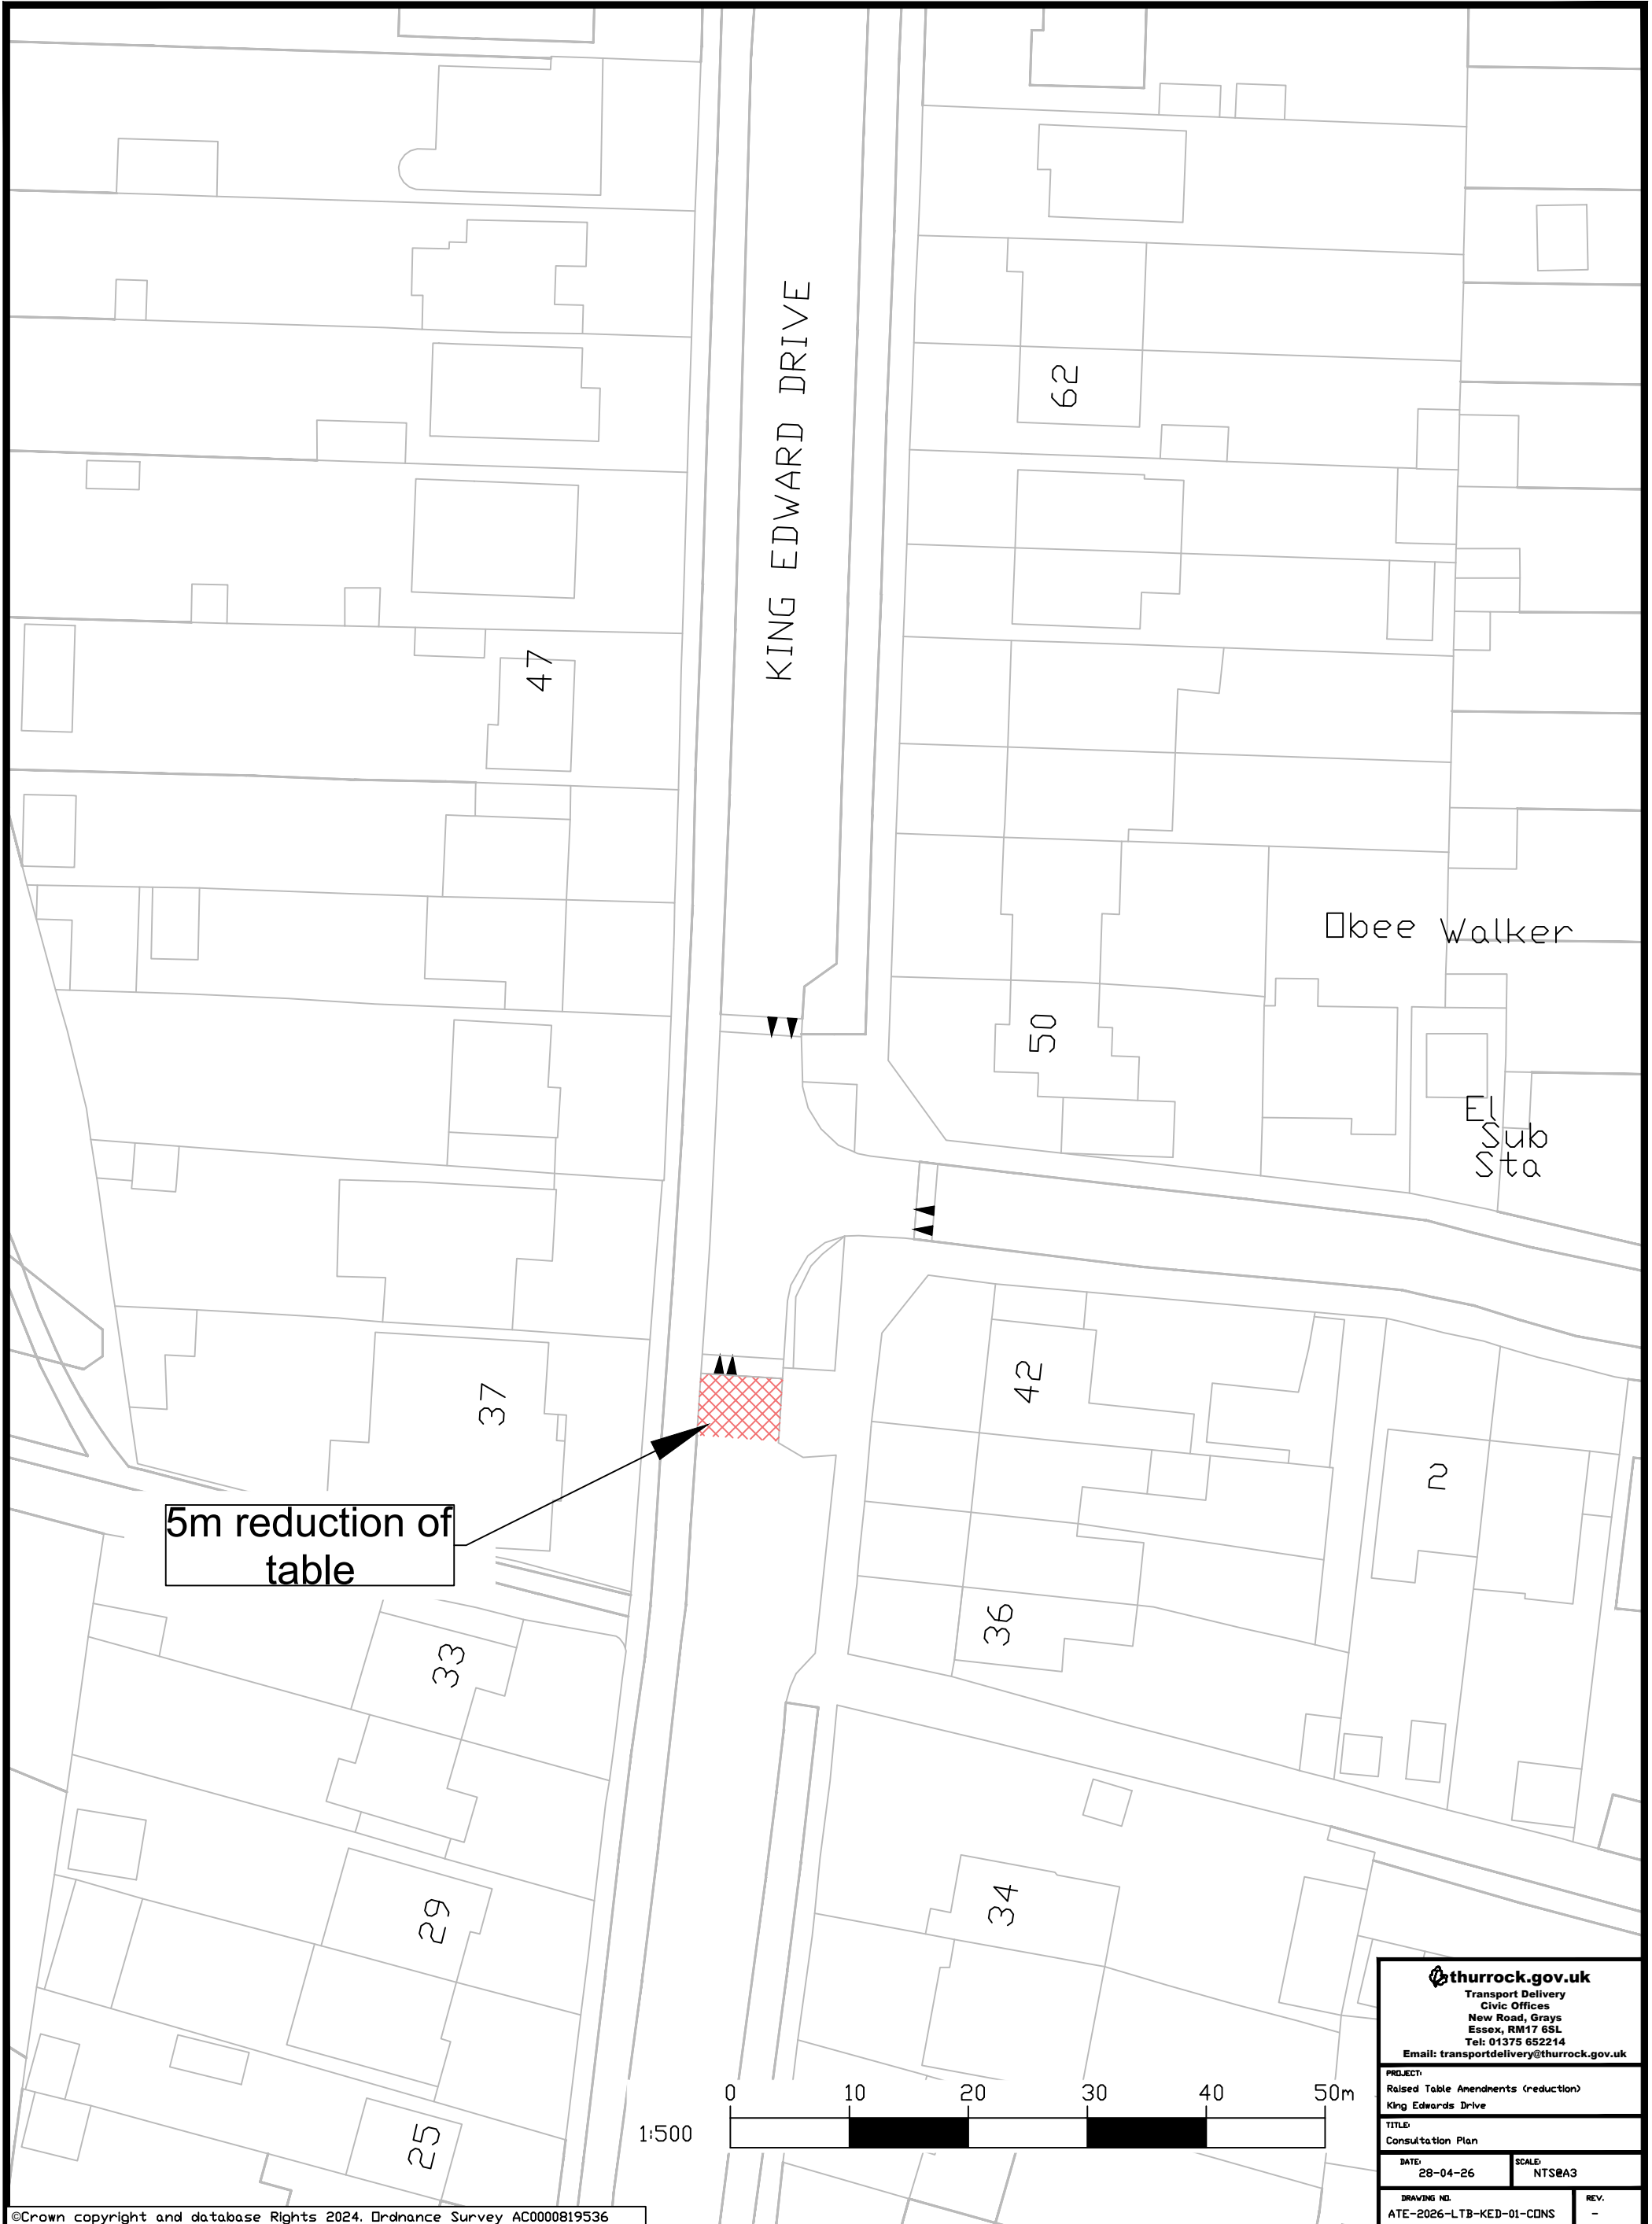 KING EDWARD DRIVE
62
47
Obee Walker
50
El
Sub
Sta
42
37
2
5m reduction of
table
36
33
34
29
25
0 10 20 30 40 50m
1:500
thurrock.gov.uk
Transport Delivery
Civic Offices
New Road, Grays
Essex, RM17 6SL
Tel: 01375 652214
Email: transportdelivery@thurrock.gov.uk
PROJECT:
Raised Table Amendments (reduction)
King Edwards Drive
TITLE:
Consultation Plan
DATE: SCALE:
28-04-26 NTS@A3
DRAWING NO. REV.
ATE-2026-LTB-KED-01-CONS -
©Crown copyright and database Rights 2024. Ordnance Survey AC0000819536